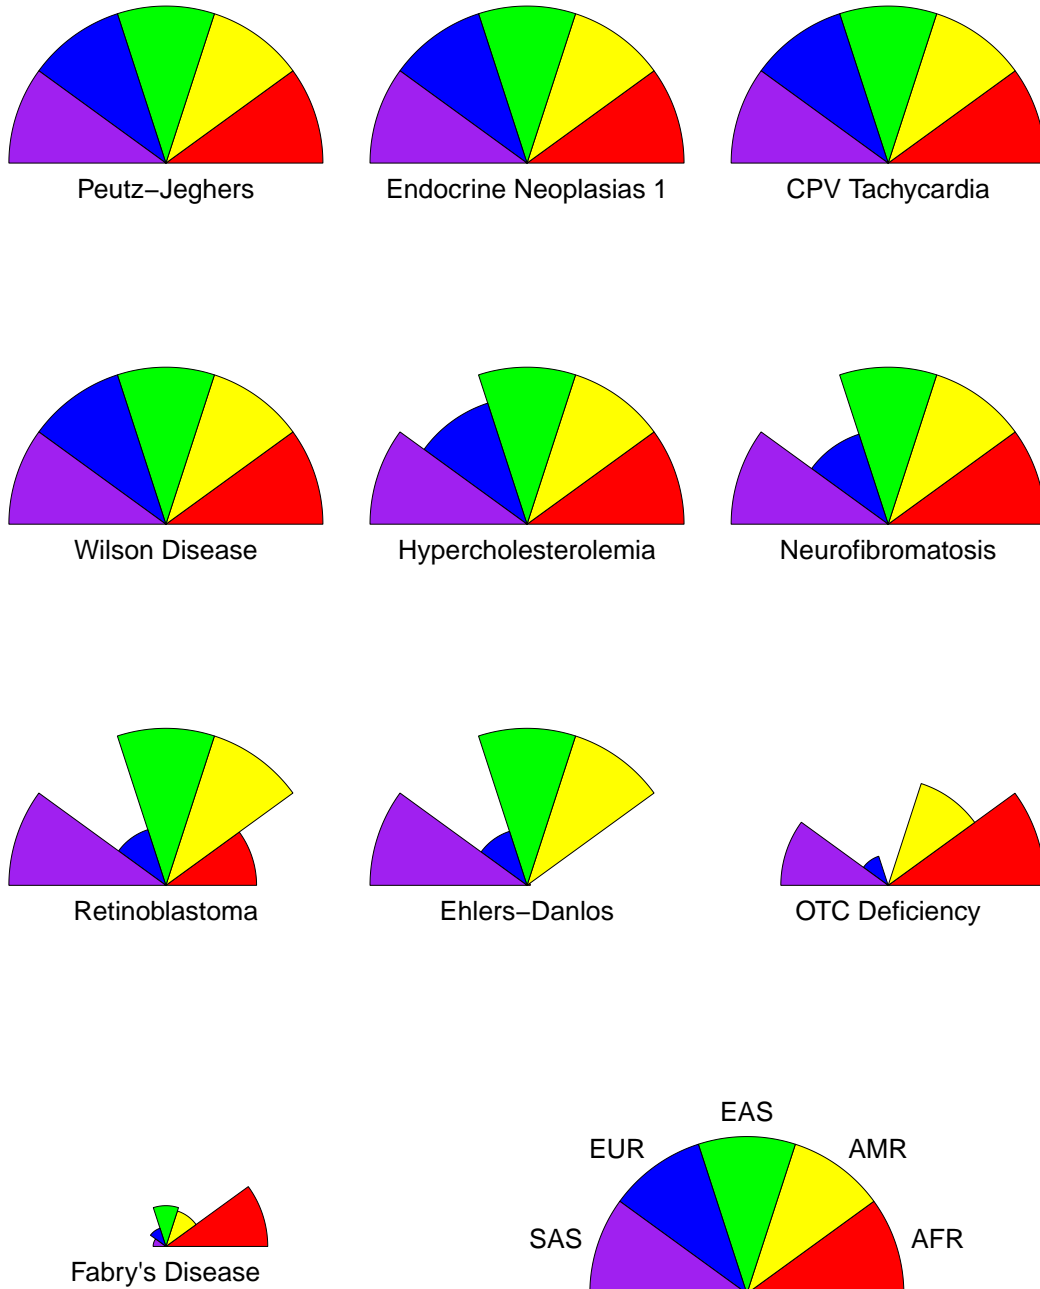 Peutz−Jeghers
Endocrine Neoplasias 1
CPV Tachycardia
Wilson Disease
Hypercholesterolemia
Neurofibromatosis
Retinoblastoma
Ehlers−Danlos
OTC Deficiency
EAS
EUR
AMR
SAS
AFR
Fabry's Disease